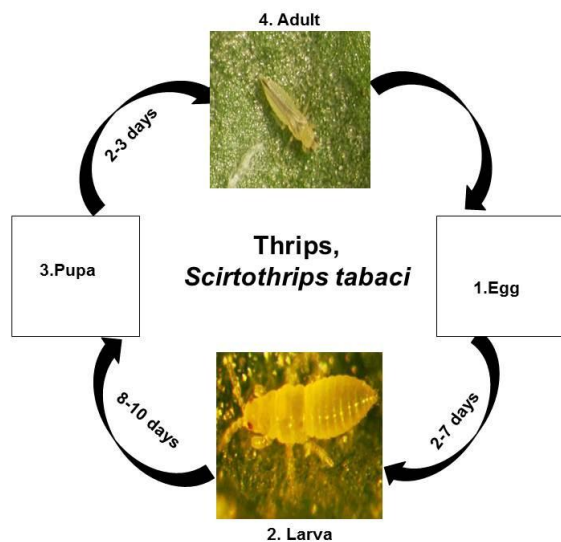 4. Adult
2-3 days
3.Pupa
Thrips,
Scirtothrips tabaci
1.Egg
8-10 days
2-7 days
2. Larva